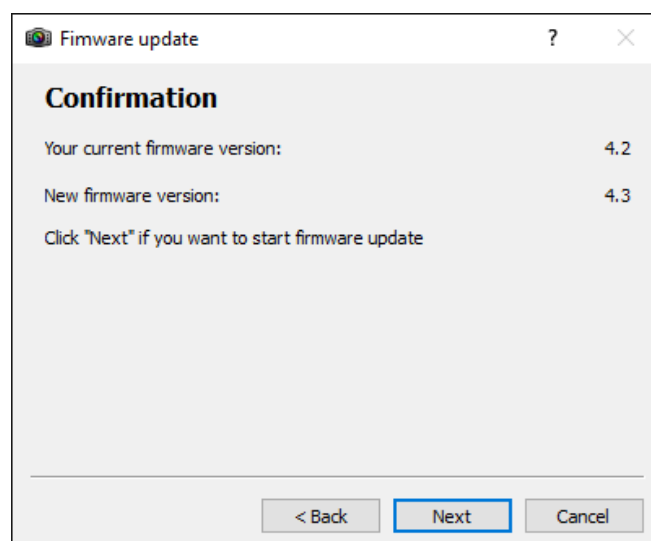 Fimware update
?
Confirmation
Your current firmware version: 4.2
New firmware version: 4.3
Click "Next" if you want to start firmware update
< Back Next Cancel